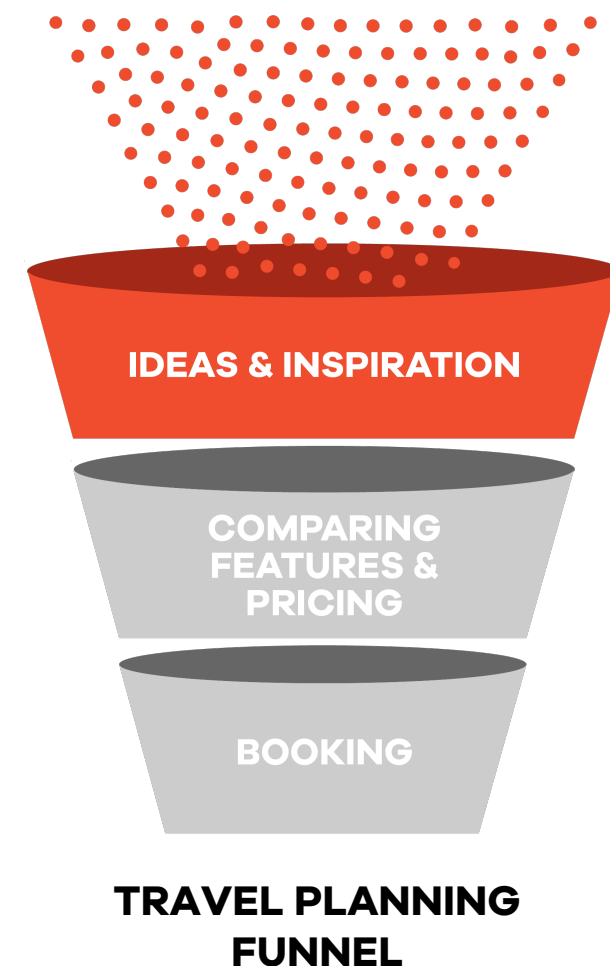 IDEAS & INSPIRATION
COMPARING
FEATURES &
PRICING
BOOKING
TRAVEL PLANNING
FUNNEL